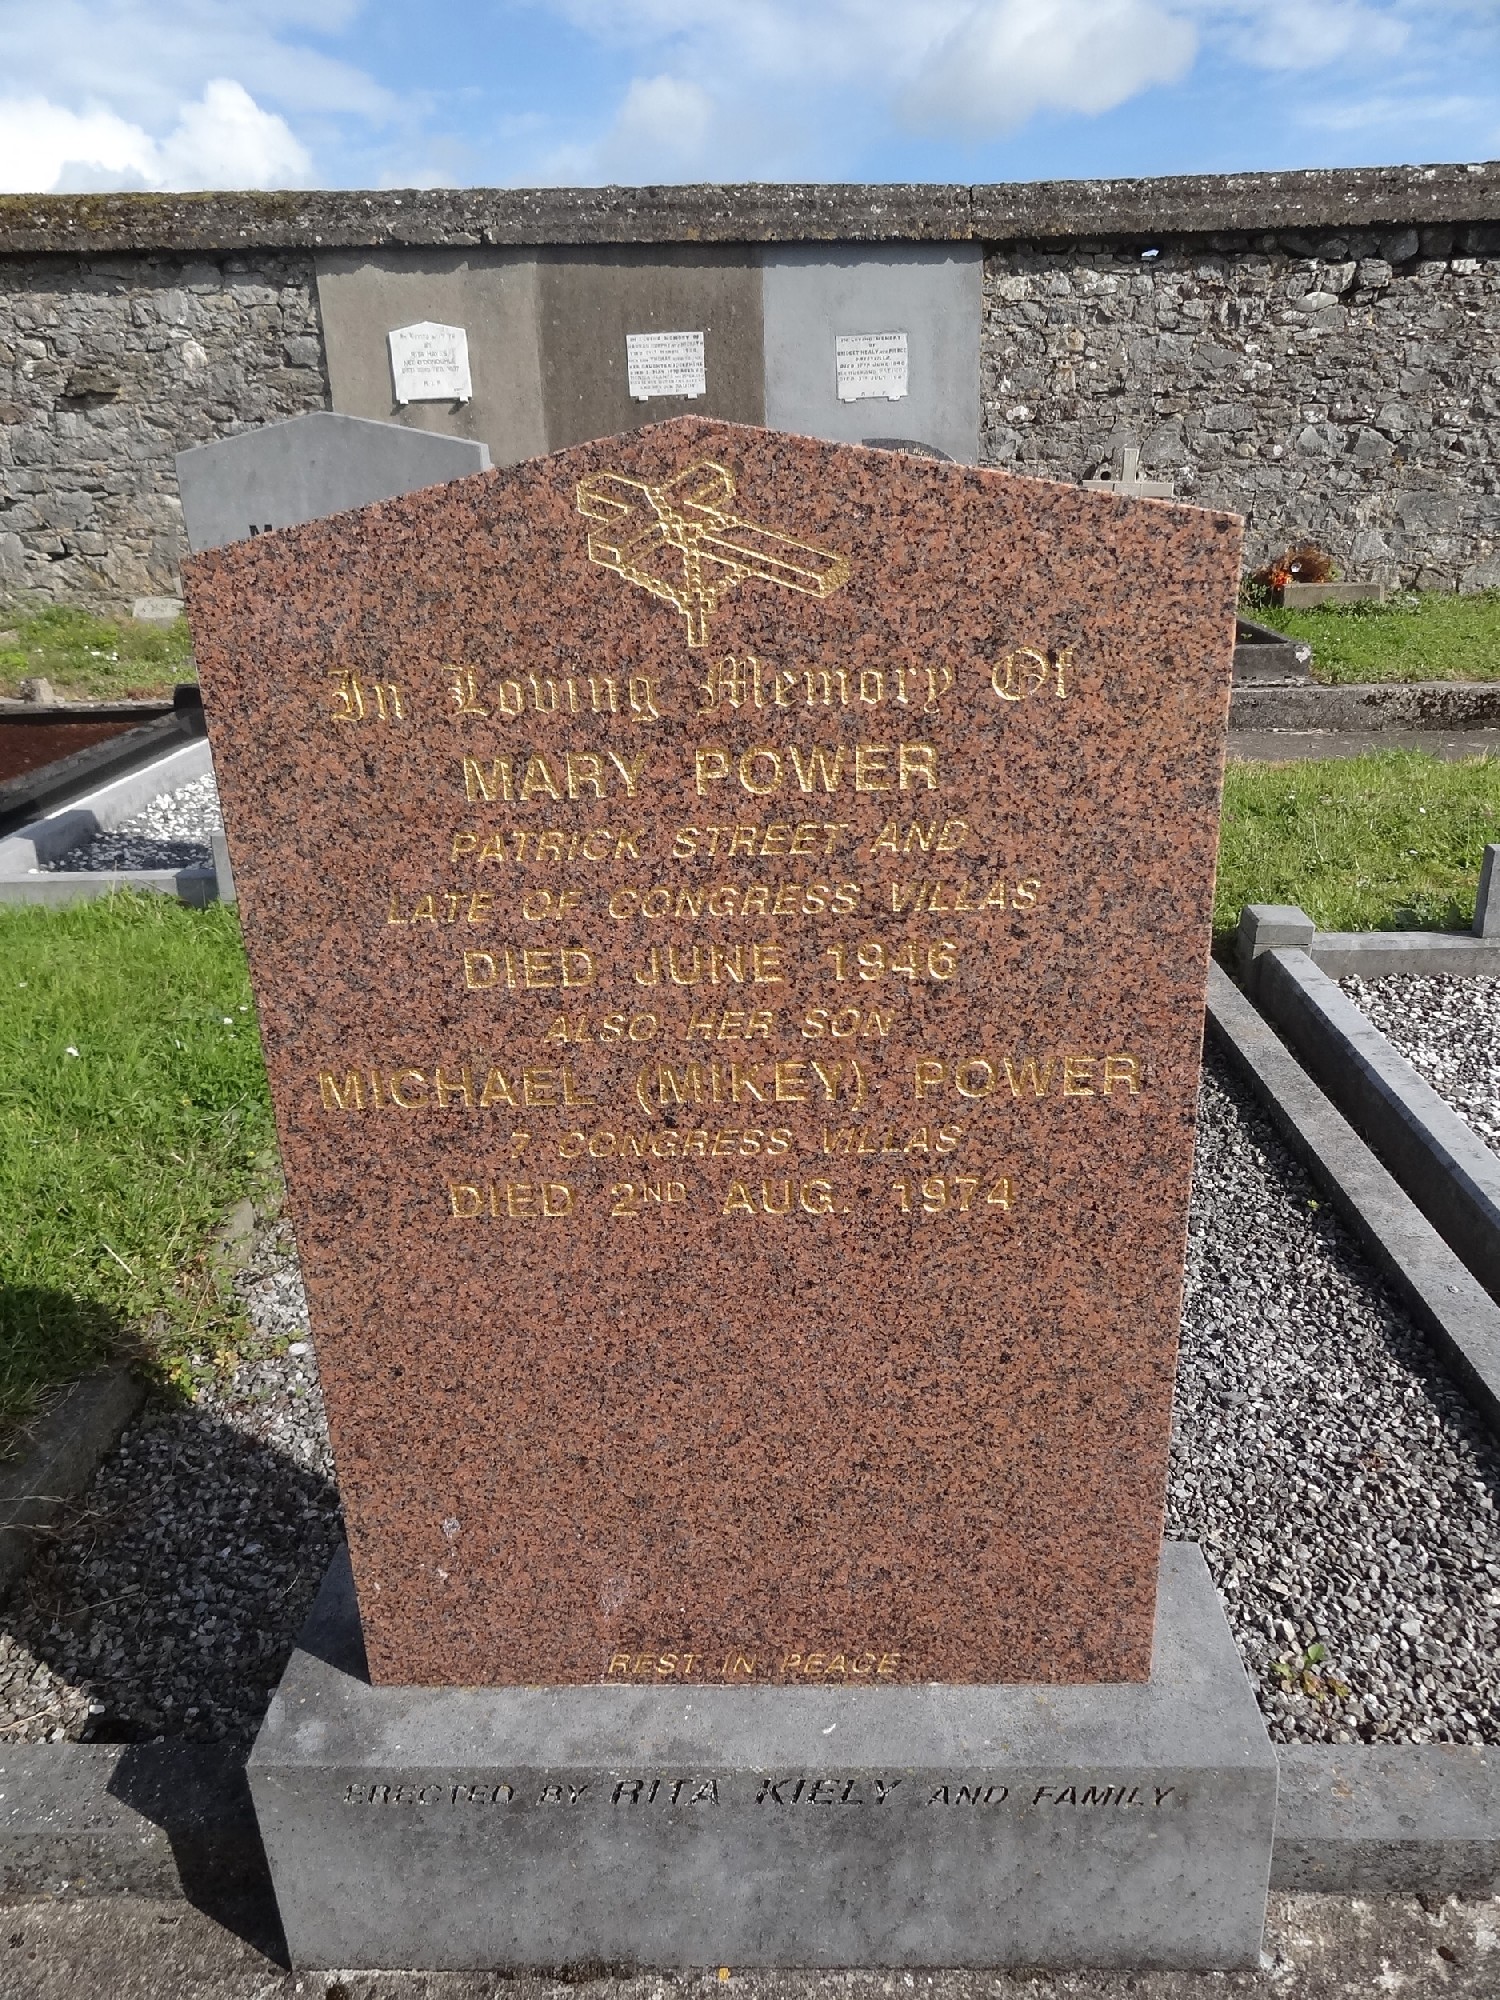 In Loving Memory Of
MARY POWER
PATRICK STREET AND
LATE OF CONGRESS VILLAS
DIED JUNE 1946
ALSO HER SON
MICHAEL (MIKEY) POWER
7 CONGRESS VILLAS
DIED 2ND AUG. 1974
REST IN PEACE
ERECTED BY RITA KIELY AND FAMILY